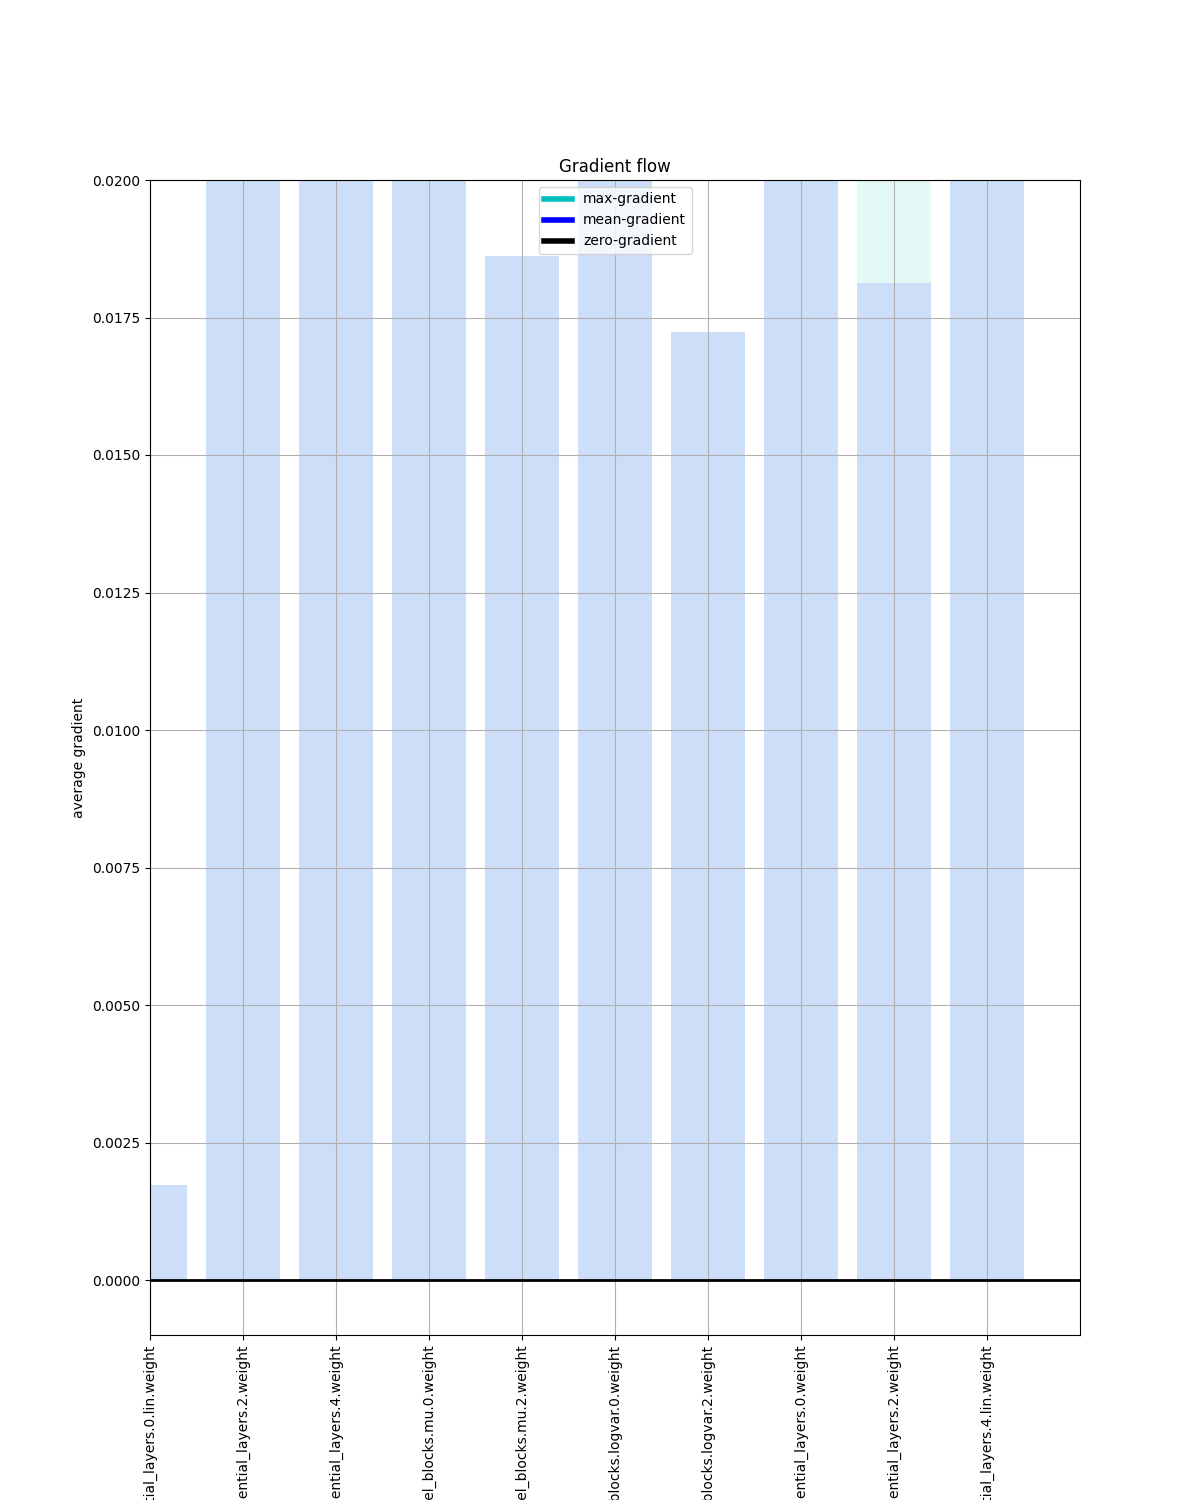 Gradient flow
max-gradient
mean-gradient
zero-gradient
0.0200
0.0175
0.0150
0.0125
0.0100
0.0075
0.0050
0.0025
0.0000
average gradient
tial_layers.0.lin.weight
ential_layers.2.weight
ential_layers.4.weight
el_blocks.mu.0.weight
el_blocks.mu.2.weight
blocks.logvar.0.weight
blocks.logvar.2.weight
ential_layers.0.weight
ential_layers.2.weight
tial_layers.4.lin.weight